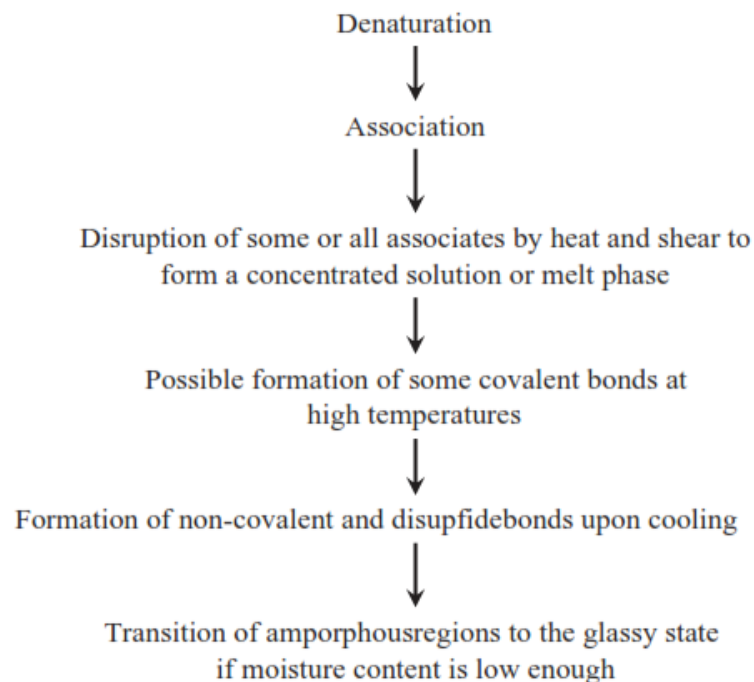 Denaturation
Association
Disruption of some or all associates by heat and shear to
form a concentrated solution or melt phase
Possible formation of some covalent bonds at
high temperatures
Formation of non-covalent and disupfidebonds upon cooling
Transition of amporphousregions to the glassy state
if moisture content is low enough